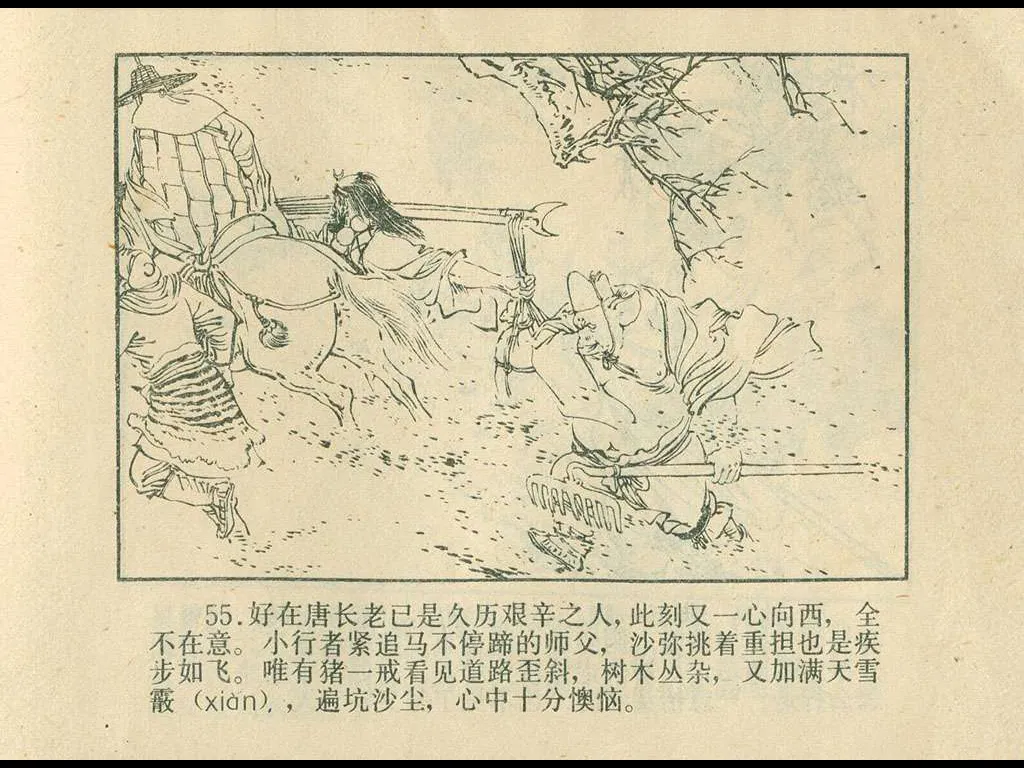 55.好在唐长老已是久历艰辛之人,此刻又一心向西, 全
不在意。小行者紧追马不停蹄的师父, 沙弥挑着重担也是疾
步如飞。唯有猪一戒看见道路歪斜, 树木丛杂, 又加满天雪
霰 (xiàn), , 遍坑沙尘, 心中十分懊恼。